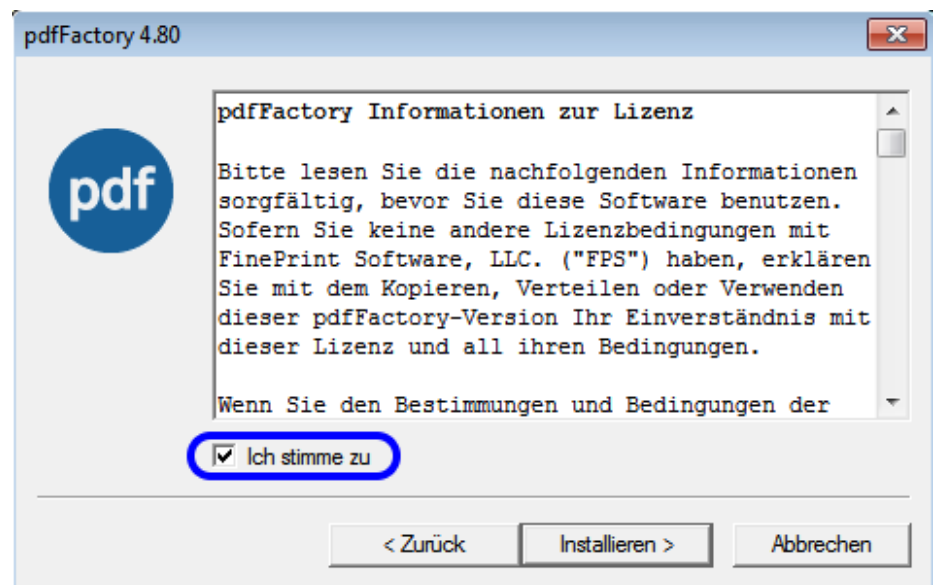 pdfFactory 4.80
pdfFactory Informationen zur Lizenz
pdf
Bitte lesen Sie die nachfolgenden Informationen
sorgfältig, bevor Sie diese Software benutzen.
Sofern Sie keine andere Lizenzbedingungen mit
FinePrint Software, LLC. ("FPS") haben, erklären
Sie mit dem Kopieren, Verteilen oder Verwenden
dieser pdfFactory-Version Ihr Einverständnis mit
dieser Lizenz und all ihren Bedingungen.
Wenn Sie den Bestimmungen und Bedingungen der
Ich stimme zu
< Zurück
Installieren >
Abbrechen